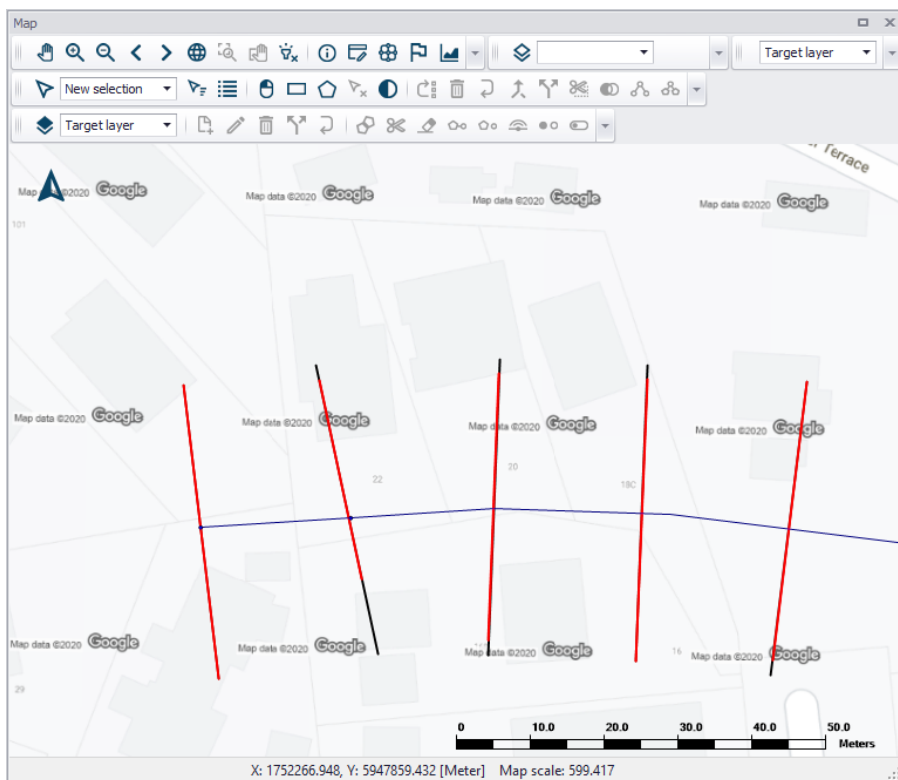 Map
Target layer
New selection
Target layer
Terrace
Map data ©2020 Google
Map data ©2020 Google
Map data ©2020 Google
Map data ©2020 Google
101
Map data ©2020 Google
Map data ©2020 Google
Map data ©2020 Google
Map data ©2020 Google
22
20
18C
Map data ©2020 Google
Map data ©2020 Google
Map data ©2020 Google
16
Map data ©2020 Google
29
0 10.0 20.0 30.0 40.0 50.0
Meters
X: 1752266.948, Y: 5947859.432 [Meter] Map scale: 599.417